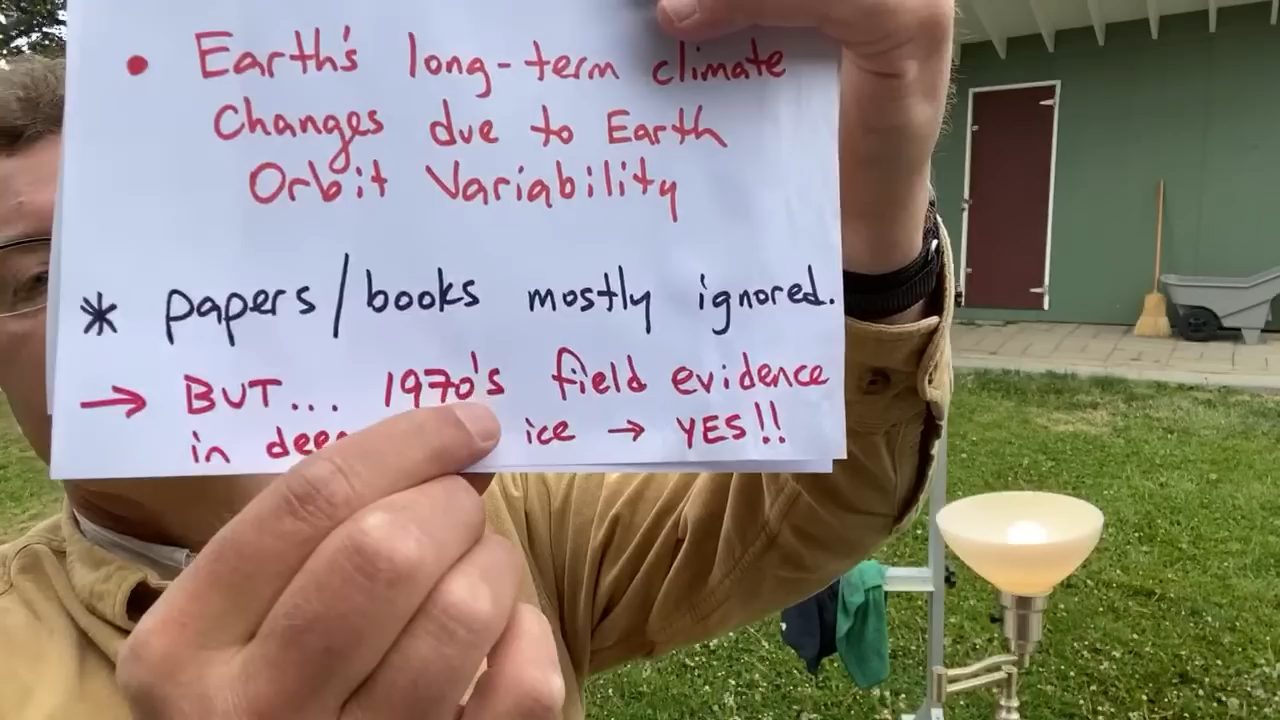 • Earth's long-term climate
Changes due to Earth
Orbit Variability
* papers/books mostly ignored.
→ BUT... 1970's field evidence
in ice → YES!!